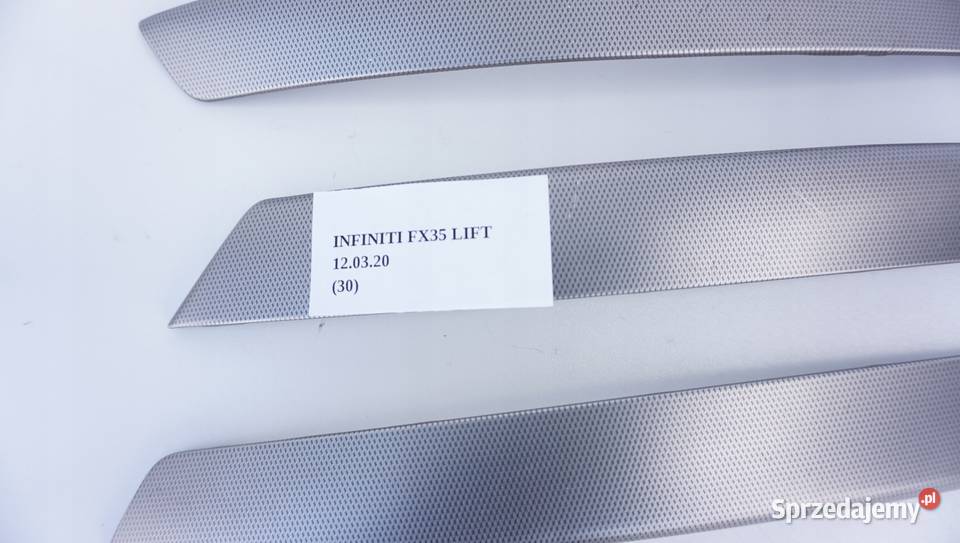 INFINITI FX35 LIFT
12.03.20
(30)
Sprzedajemy.pl